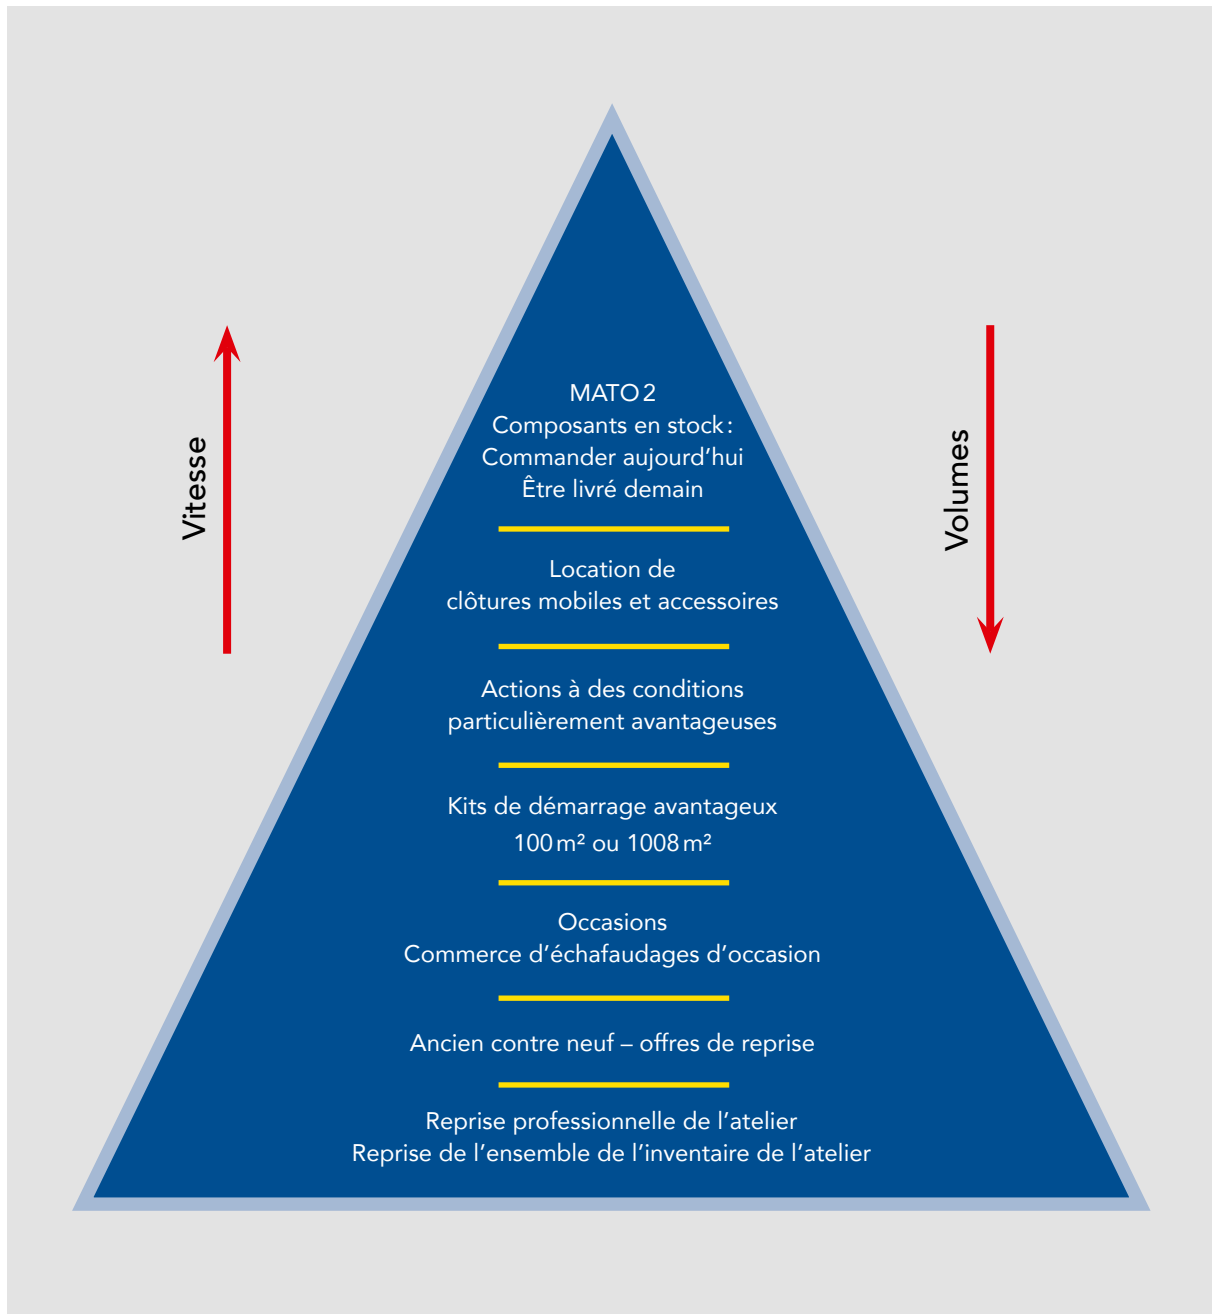 MATO 2
Composants en stock :
Commander aujourd’hui
Être livré demain
Location de
clôtures mobiles et accessoires
Actions à des conditions
particulièrement avantageuses
Kits de démarrage avantageux
100 m² ou 1008 m²
Occasions
Commerce d’échafaudages d’occasion
Ancien contre neuf – offres de reprise
Reprise professionnelle de l’atelier
Reprise de l’ensemble de l’inventaire de l’atelier
Vitesse
Volumes